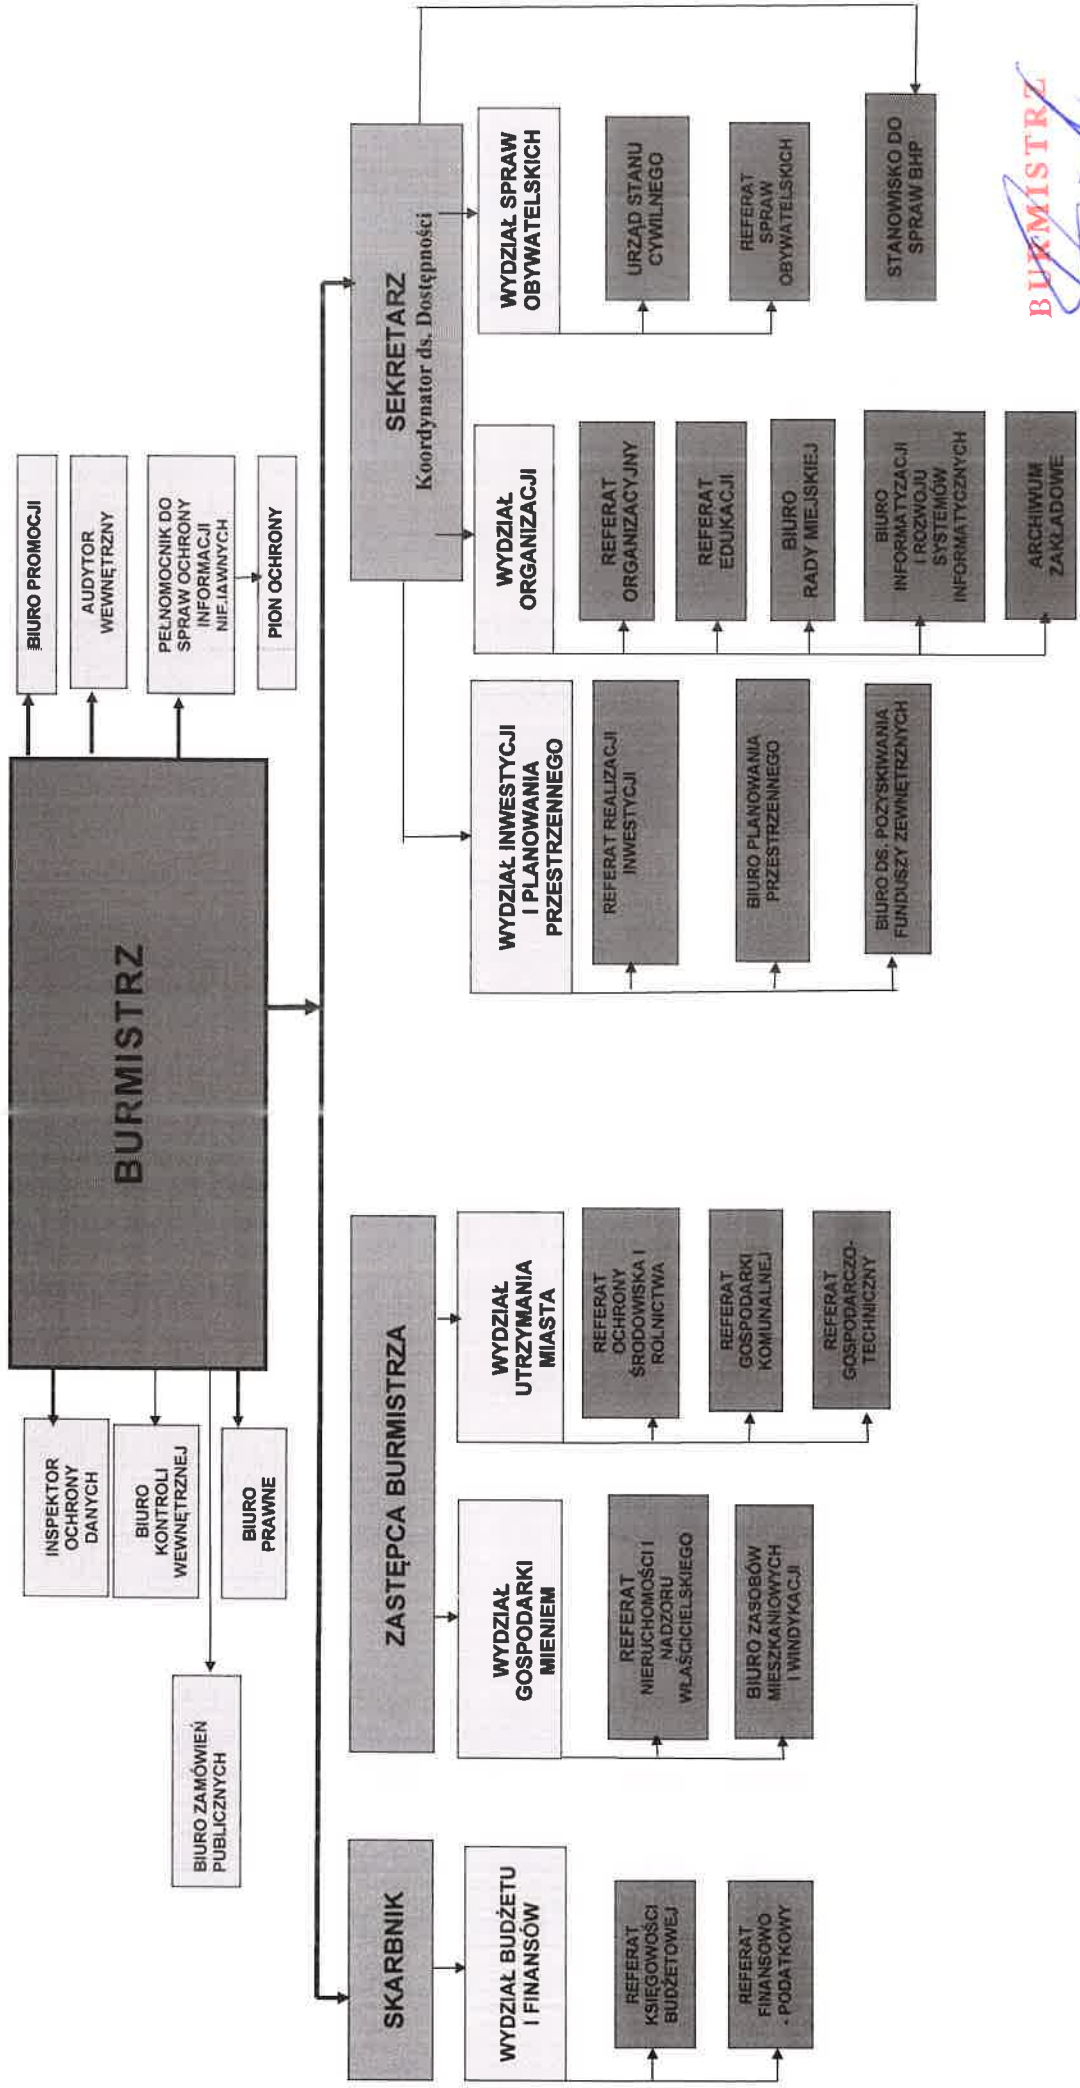 BURMISTRZ
INSPEKTOR
OCHRONY
DANYCH
BIURO
KONTROLI
WEWNĘTRZNEJ
BIURO
PRAWNE
BIURO ZAMÓWIEŃ
PUBLICZNYCH
BIURO PROMOCJI
AUDYTOR
WEWNĘTRZNY
PEŁNOMOCNIK DO
SPRAW OCHRONY
INFORMACJI
NIEJAWNYCH
PION OCHRONY
SKARBNIK
WYDZIAŁ BUDŻETU
I FINANSÓW
REFERAT
KSIĘGOWOŚCI
BUDŻETOWEJ
REFERAT
FINANSOWO
- PODATKOWY
ZASTĘPCA BURMISTRZA
WYDZIAŁ
GOSPODARKI
MIENIEM
REFERAT
NIERUCHOMOŚCI I
NADZORU
WŁAŚCICIELSKIEGO
BIURO ZASOBÓW
MIESZKANIOWYCH
I WINDYKACJI
WYDZIAŁ
UTRZYMANIA
MIASTA
REFERAT
OCHRONY
ŚRODOWISKA I
ROLNICTWA
REFERAT
GOSPODARKI
KOMUNALNEJ
REFERAT
GOSPODARCZO-
TECHNICZNY
SEKRETARZ
Koordynator ds. Dostępności
WYDZIAŁ INWESTYCJI
I PLANOWANIA
PRZESTRZENNEGO
REFERAT REALIZACJI
INWESTYCJI
BIURO PLANOWANIA
PRZESTRZENNEGO
BIURO DS. POZYSKIWANIA
FUNDUSZY ZEWNĘTRZNYCH
WYDZIAŁ
ORGANIZACJI
REFERAT
ORGANIZACYJNY
REFERAT
EDUKACJI
BIURO
RADY MIEJSKIEJ
BIURO
INFORMATYZACJI
I ROZWOJU
SYSTEMÓW
INFORMATYCZNYCH
ARCHIWUM
ZAKŁADOWE
WYDZIAŁ SPRAW
OBYWATELSKICH
URZĄD STANU
CYWILNEGO
REFERAT
SPRAW
OBYWATELSKICH
STANOWISKO DO
SPRAW BHP
BURMISTRZ